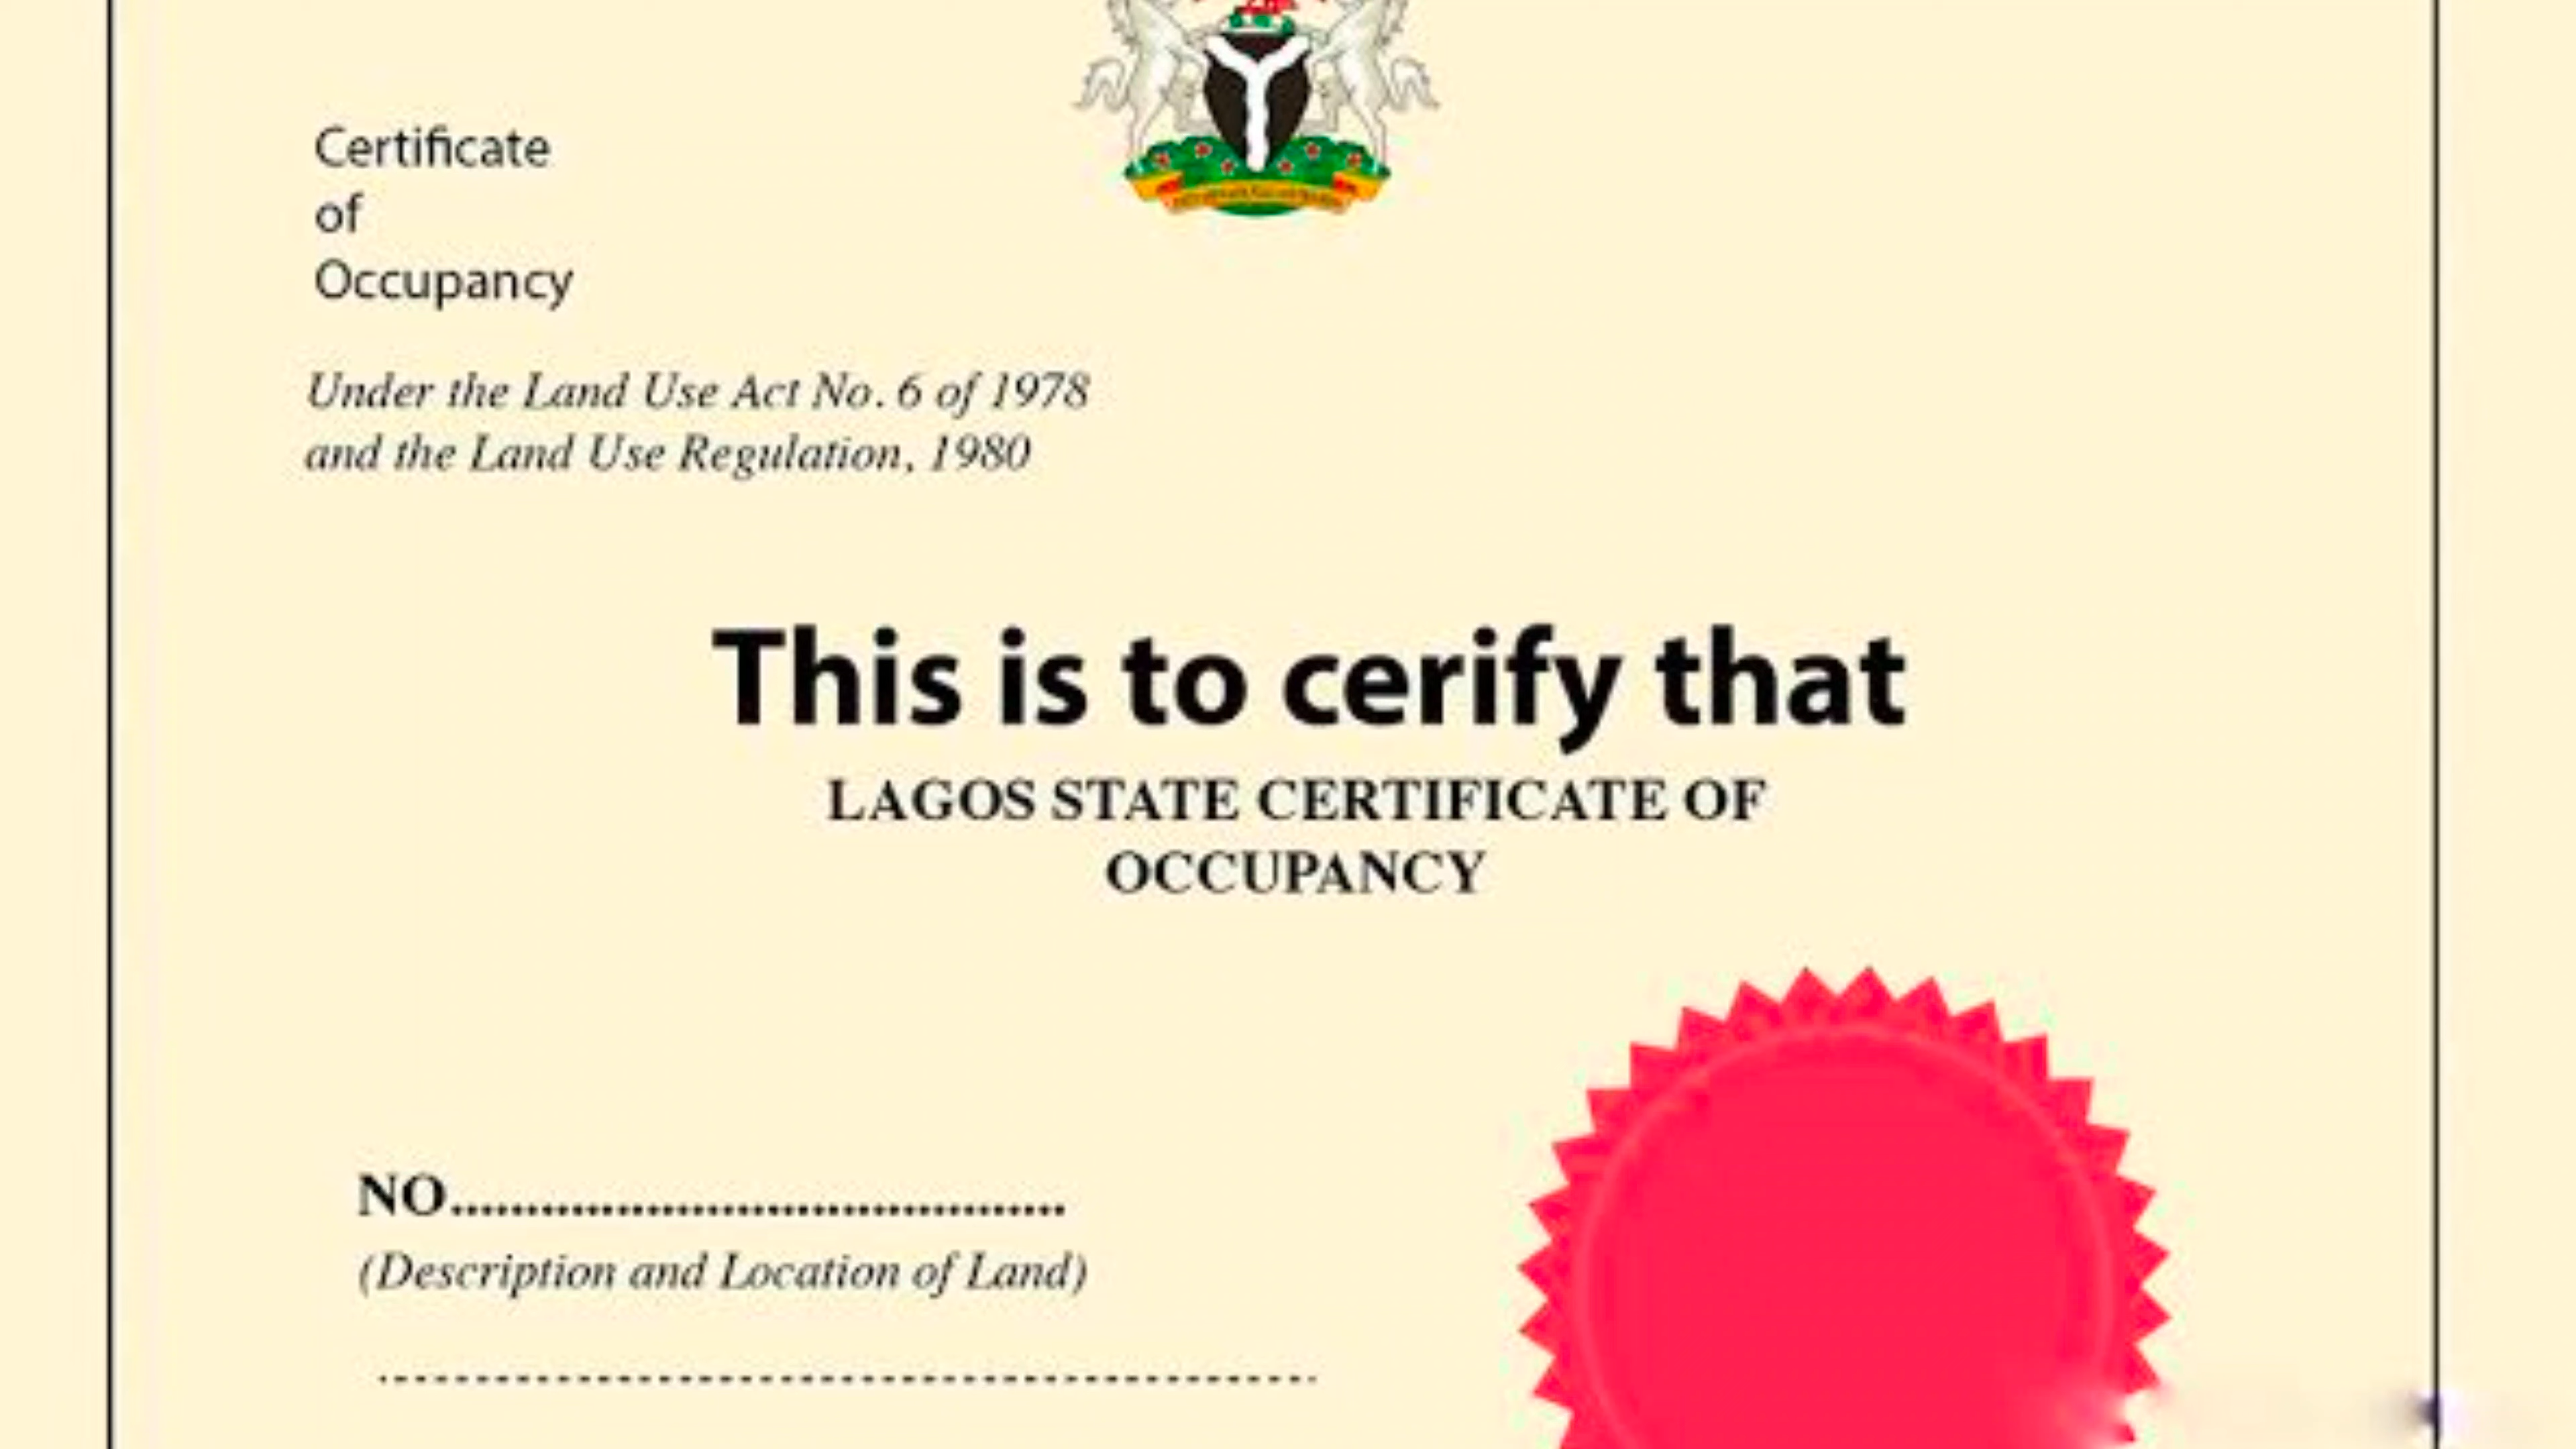 Certificate
of
Occupancy
Under the Land Use Act No. 6 of 1978
and the Land Use Regulation, 1980
This is to cerify that
LAGOS STATE CERTIFICATE OF
OCCUPANCY
NO.........................................
(Description and Location of Land)